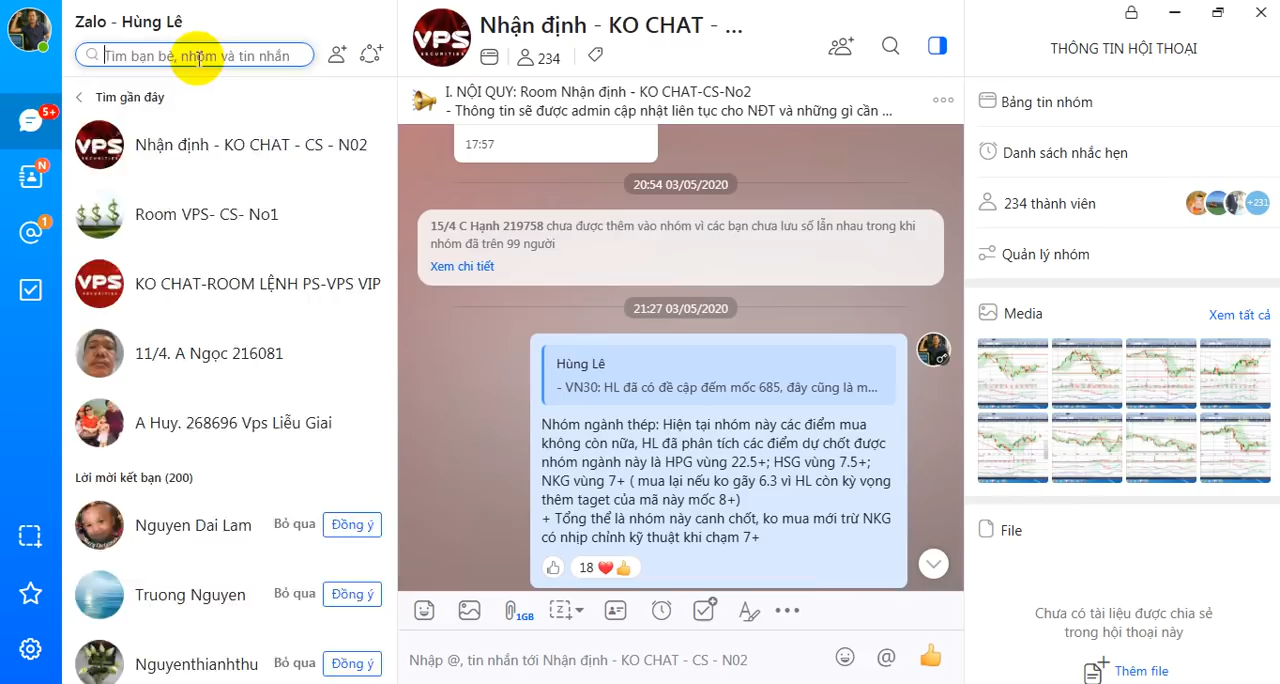 Zalo - Hùng Lê
Tìm bạn bè, nhóm và tin nhắn
Tìm gần đây
5+
N
1
VPS
SECURITIES
Nhận định - KO CHAT - CS - N02
Room VPS- CS- No1
VPS
SECURITIES
KO CHAT-ROOM LỆNH PS-VPS VIP
11/4. A Ngọc 216081
A Huy. 268696 Vps Liễu Giai
Lời mời kết bạn (200)
Nguyen Dai Lam Bỏ qua Đồng ý
Truong Nguyen Bỏ qua Đồng ý
Nguyenthianhthu Bỏ qua Đồng ý
VPS
SECURITIES
Nhận định - KO CHAT - ...
234
I. NỘI QUY: Room Nhận định - KO CHAT-CS-No2
- Thông tin sẽ được admin cập nhật liên tục cho NĐT và những gì cần ...
17:57
20:54 03/05/2020
15/4 C Hạnh 219758 chưa được thêm vào nhóm vì các bạn chưa lưu số lẫn nhau trong khi
nhóm đã trên 99 người
Xem chi tiết
21:27 03/05/2020
Hùng Lê
- VN30: HL đã có đề cập đếm mốc 685, đây cũng là m...
Nhóm ngành thép: Hiện tại nhóm này các điểm mua
không còn nữa, HL đã phân tích các điểm dự chốt được
nhóm ngành này là HPG vùng 22.5+; HSG vùng 7.5+;
NKG vùng 7+ ( mua lại nếu ko gãy 6.3 vì HL còn kỳ vọng
thêm taget của mã này mốc 8+)
+ Tổng thể là nhóm này canh chốt, ko mua mới trừ NKG
có nhịp chỉnh kỹ thuật khi chạm 7+
18
1GB
Nhập @, tin nhắn tới Nhận định - KO CHAT - CS - N02
THÔNG TIN HỘI THOẠI
Bảng tin nhóm
Danh sách nhắc hẹn
234 thành viên
+231
Quản lý nhóm
Media
Xem tất cả
File
Chưa có tài liệu được chia sẻ
trong hội thoại này
Thêm file